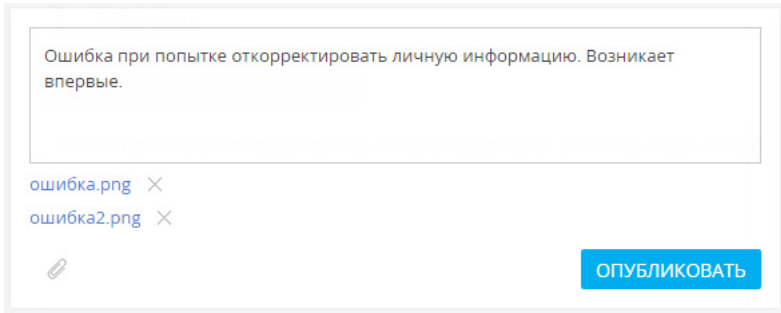 Ошибка при попытке откорректировать личную информацию. Возникает
впервые.
ошибка.png
ошибка2.png
ОПУБЛИКОВАТЬ